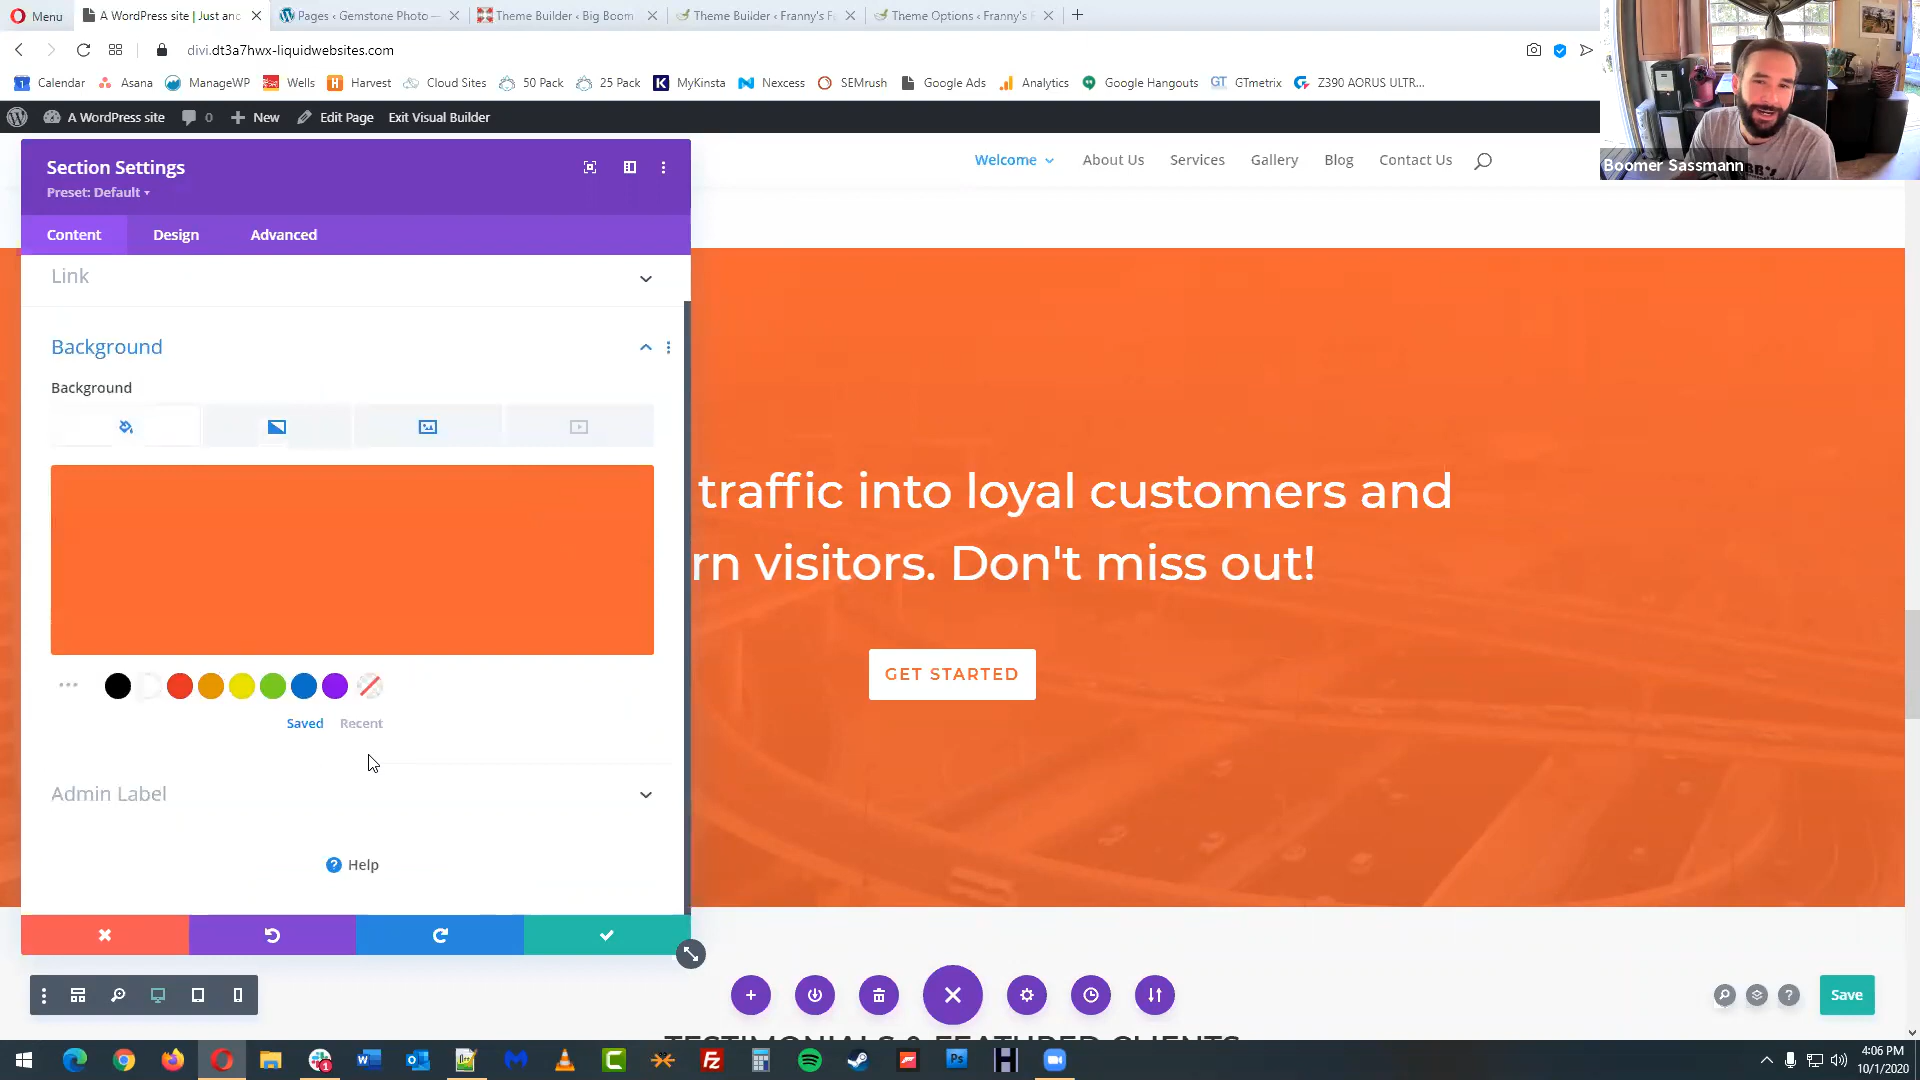 Menu
A WordPress site | Just anc
Pages ‹ Gemstone Photo —
Theme Builder ‹ Big Boom
Theme Builder ‹ Franny's F
Theme Options ‹ Franny's F
divi.dt3a7hwx-liquidwebsites.com
Calendar
Asana
ManageWP
Wells
Harvest
Cloud Sites
50 Pack
25 Pack
MyKinsta
Nexcess
SEMrush
Google Ads
Analytics
Google Hangouts
GT GTmetrix
Z390 AORUS ULTR...
A WordPress site
0
New
Edit Page
Exit Visual Builder
Boomer Sassmann
Section Settings
Preset: Default
Content
Design
Advanced
Welcome
About Us
Services
Gallery
Blog
Contact Us
Link
Background
Background
Saved
Recent
Admin Label
Help
traffic into loyal customers and
rn visitors. Don't miss out!
GET STARTED
Save
TESTIMONIALS & FEATURED CLIENTS
4:06 PM
10/1/2020